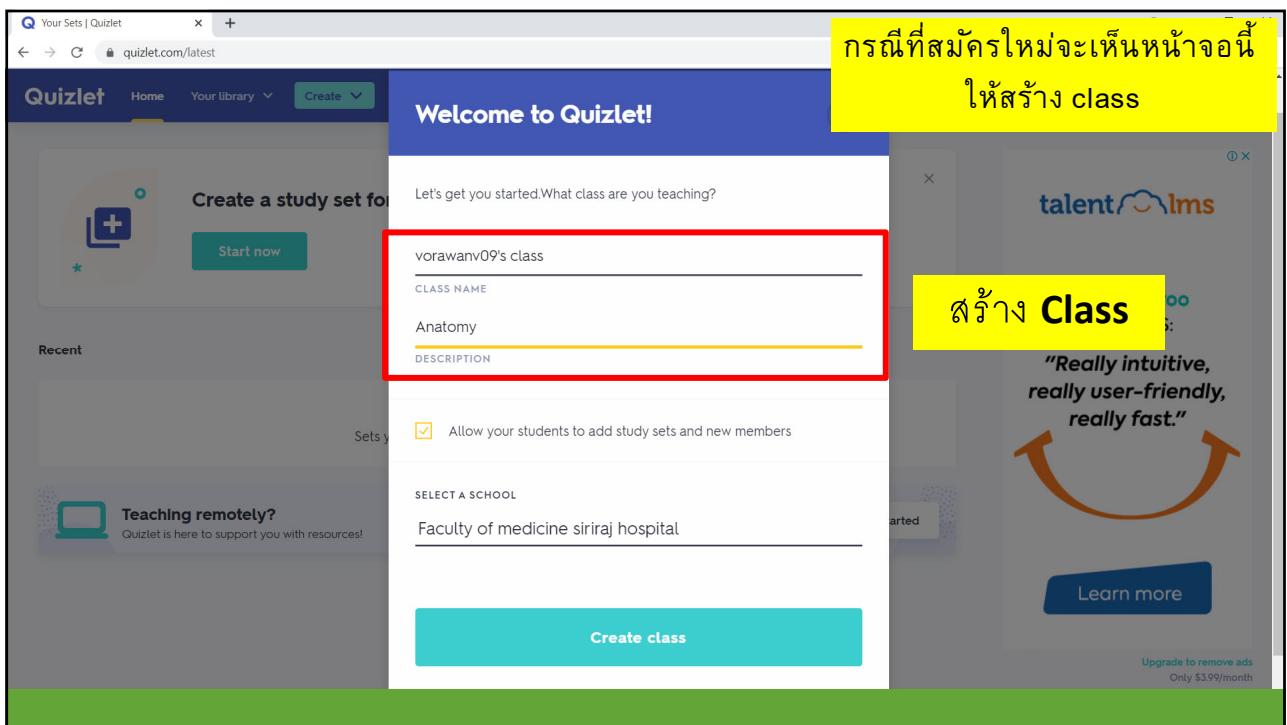 Your Sets | Quizlet
quizlet.com/latest
กรณีที่สมัครใหม่จะเห็นหน้าจอนี้
ให้สร้าง class
Quizlet Home Your library Create
Welcome to Quizlet!
Create a study set for
Start now
Let's get you started.What class are you teaching?
vorawanv09's class
CLASS NAME
Anatomy
DESCRIPTION
สร้าง Class
talent lms
"Really intuitive,
really user-friendly,
really fast."
Learn more
Upgrade to remove ads
Only $3.99/month
Recent
Sets
Allow your students to add study sets and new members
SELECT A SCHOOL
Faculty of medicine siriraj hospital
Teaching remotely?
Quizlet is here to support you with resources!
Create class